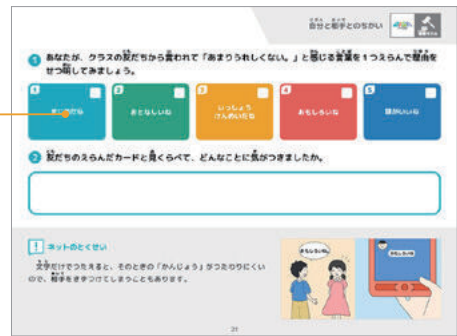 自分と相手とのちがい
1 あなたが、クラスの友だちから言われて「あまりうれしくない。」と感じる言葉を1つえらんで理由を
せつ明してみましょう。
1 まじめだね
2 おとなしいね
3 いっしょう
けんめいだね
4 おもしろいね
5
2 友だちのえらんだカードと見くらべて、どんなことに気がつきましたか。
! ネットのとくせい
文字だけでつたえると、そのときの「かんじょう」がつたわりにくい
ので、相手をきずつけてしまうこともあります。
おもしろいね。
おもしろいね